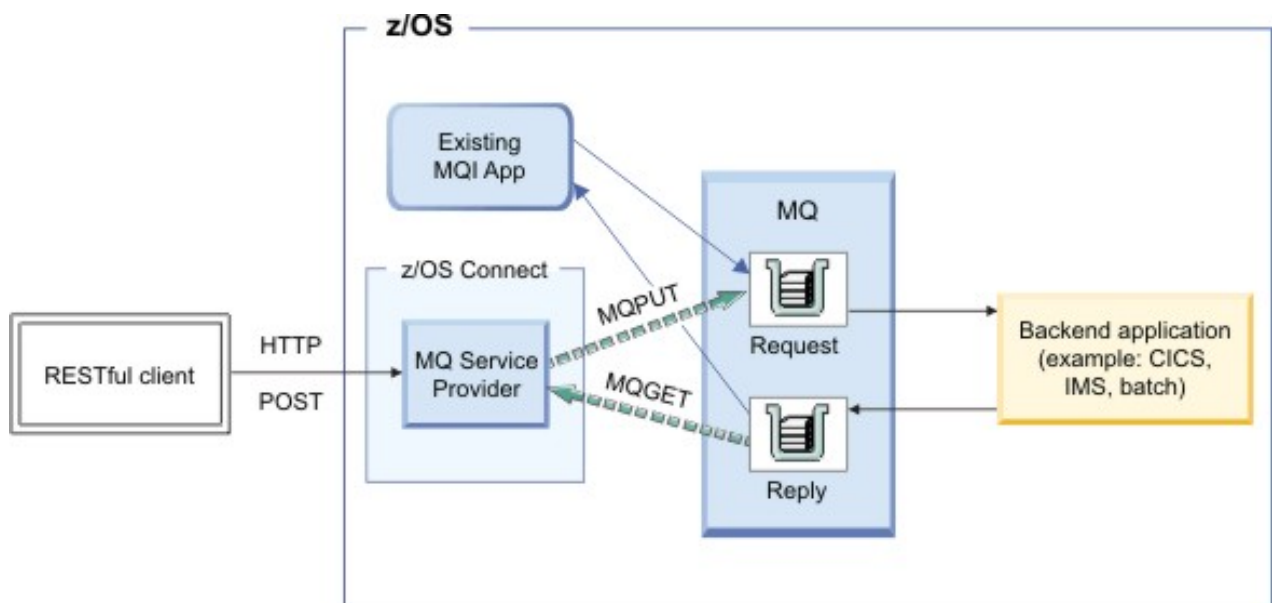 z/OS
Existing
MQI App
MQ
z/OS Connect
MQPUT
Request
HTTP
POST
RESTful client
MQ Service
Provider
MQGET
Reply
Backend application
(example: CICS,
IMS, batch)